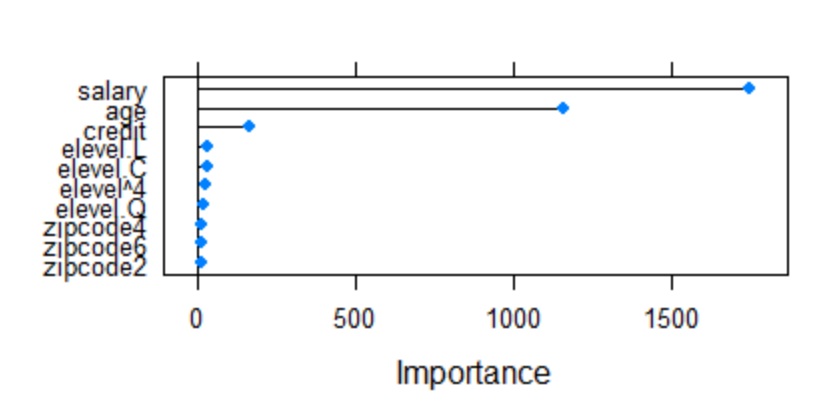 salary
age
credit
elevel.L
elevel.C
elevel^4
elevel.Q
zipcode4
zipcode6
zipcode2
0 500 1000 1500
Importance